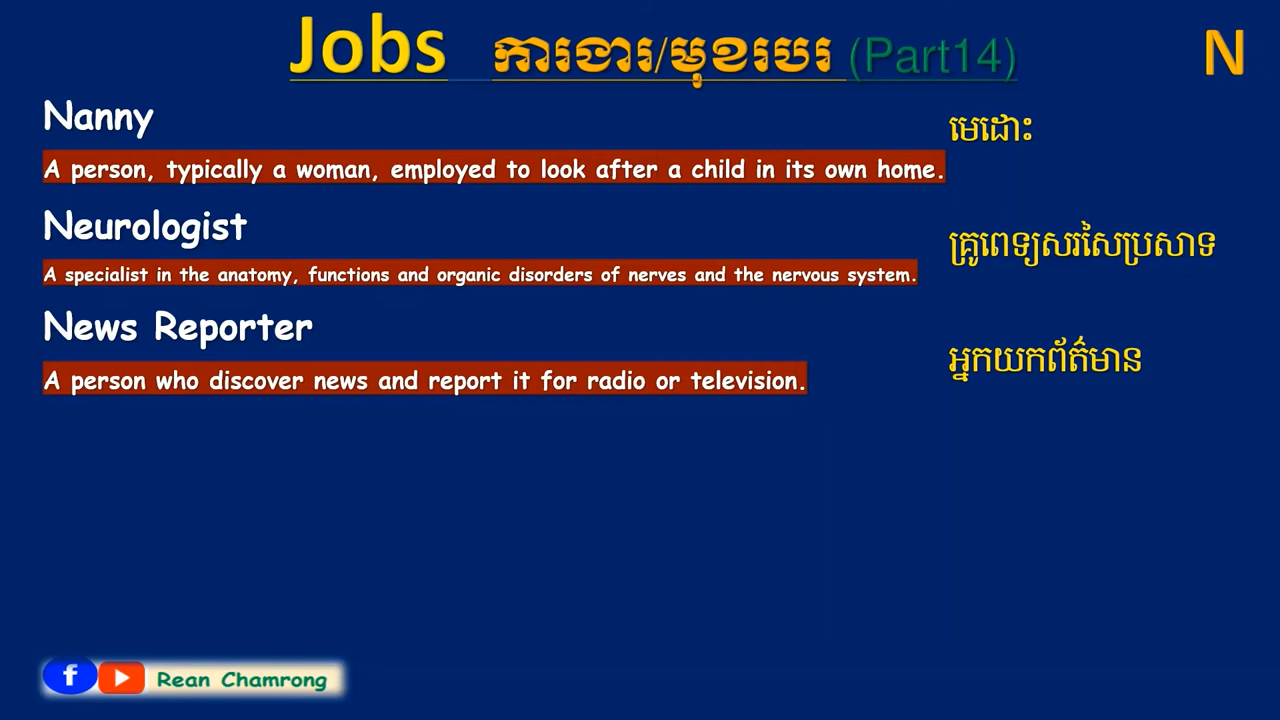 Jobs ការងារ/មុខរបរ (Part14) N
Nanny មេដោះ
A person, typically a woman, employed to look after a child in its own home.
Neurologist គ្រូពេទ្យសរសៃប្រសាទ
A specialist in the anatomy, functions and organic disorders of nerves and the nervous system.
News Reporter អ្នកយកព័ត៌មាន
A person who discover news and report it for radio or television.
f Rean Chamrong